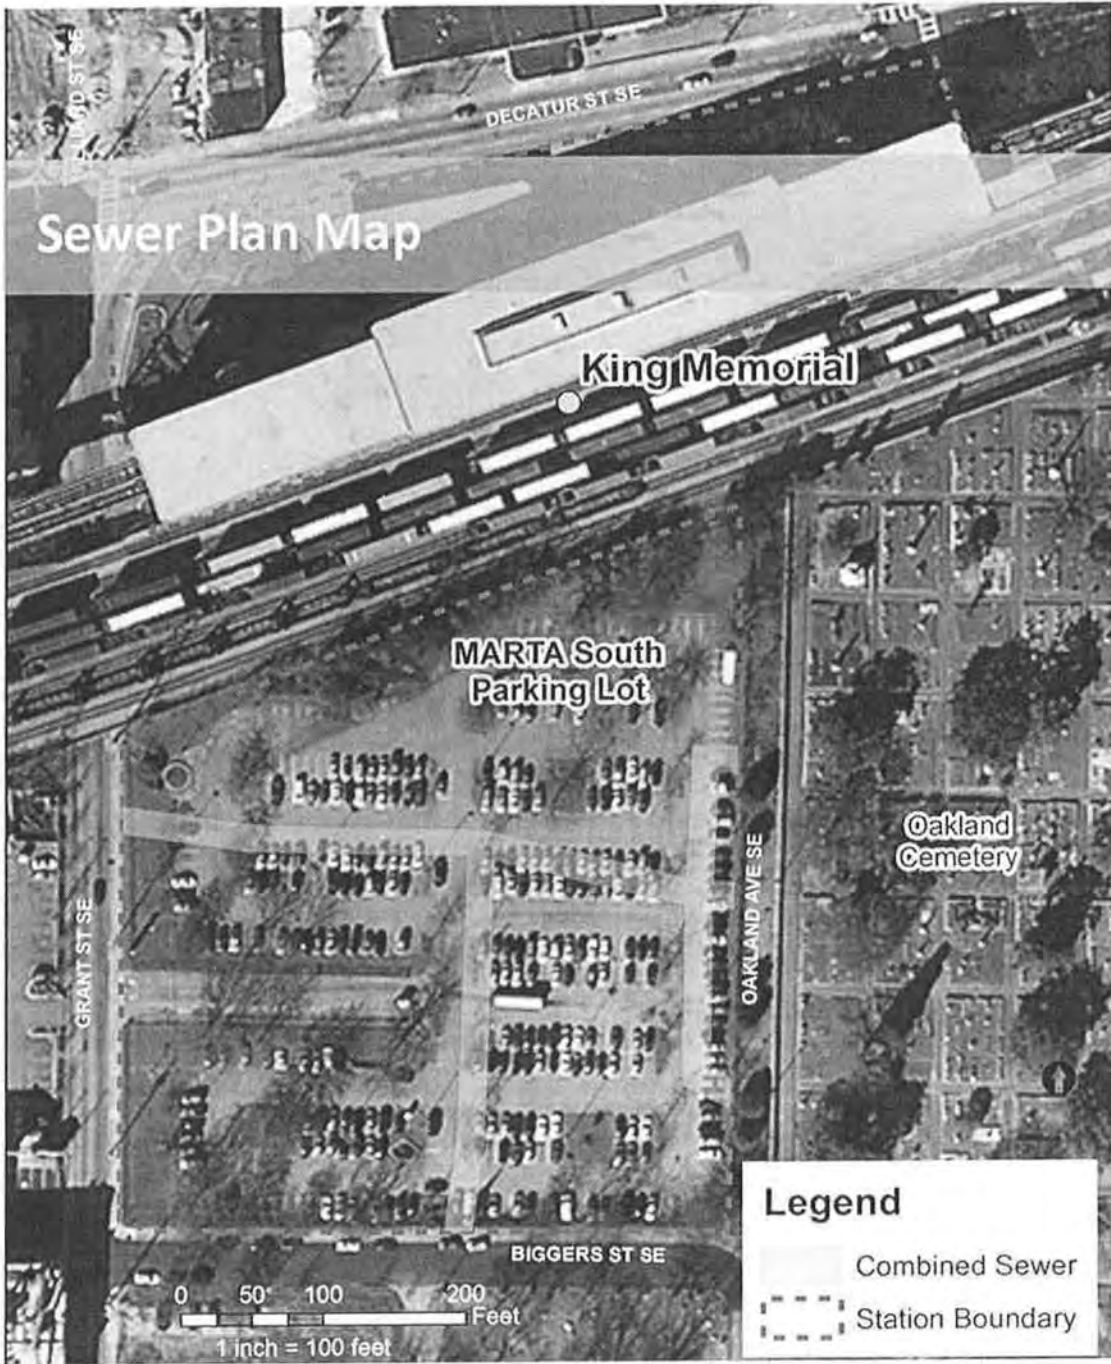 DECATUR ST SE
Sewer Plan Map
King Memorial
MARTA South
Parking Lot
Oakland
Cemetery
GRANT ST SE
OAKLAND AVE SE
BIGGERS ST SE
0 50 100 200
Feet
1 inch = 100 feet
Legend
Combined Sewer
Station Boundary